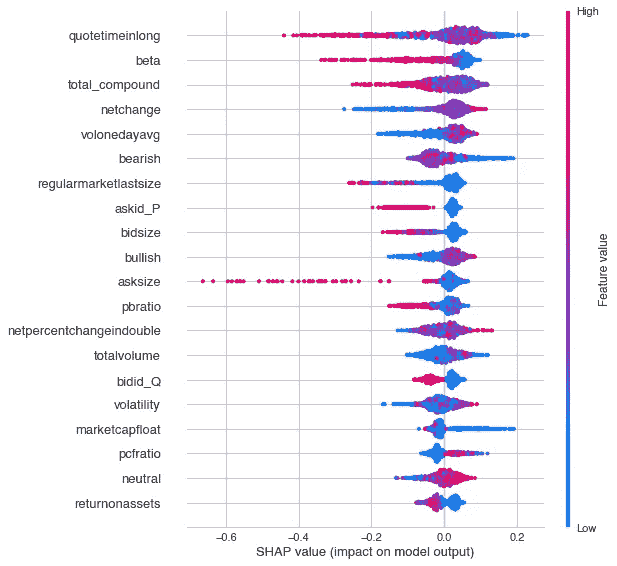 High
quotetimeinlong
beta
total_compound
netchange
volonedayavg
bearish
regularmarketlastsize
askid_P
bidsize
bullish
asksize
pbratio
netpercentchangeindouble
totalvolume
bidid_Q
volatility
marketcapfloat
pcfratio
neutral
returnonassets
Feature value
Low
−0.6 −0.4 −0.2 0.0 0.2
SHAP value (impact on model output)